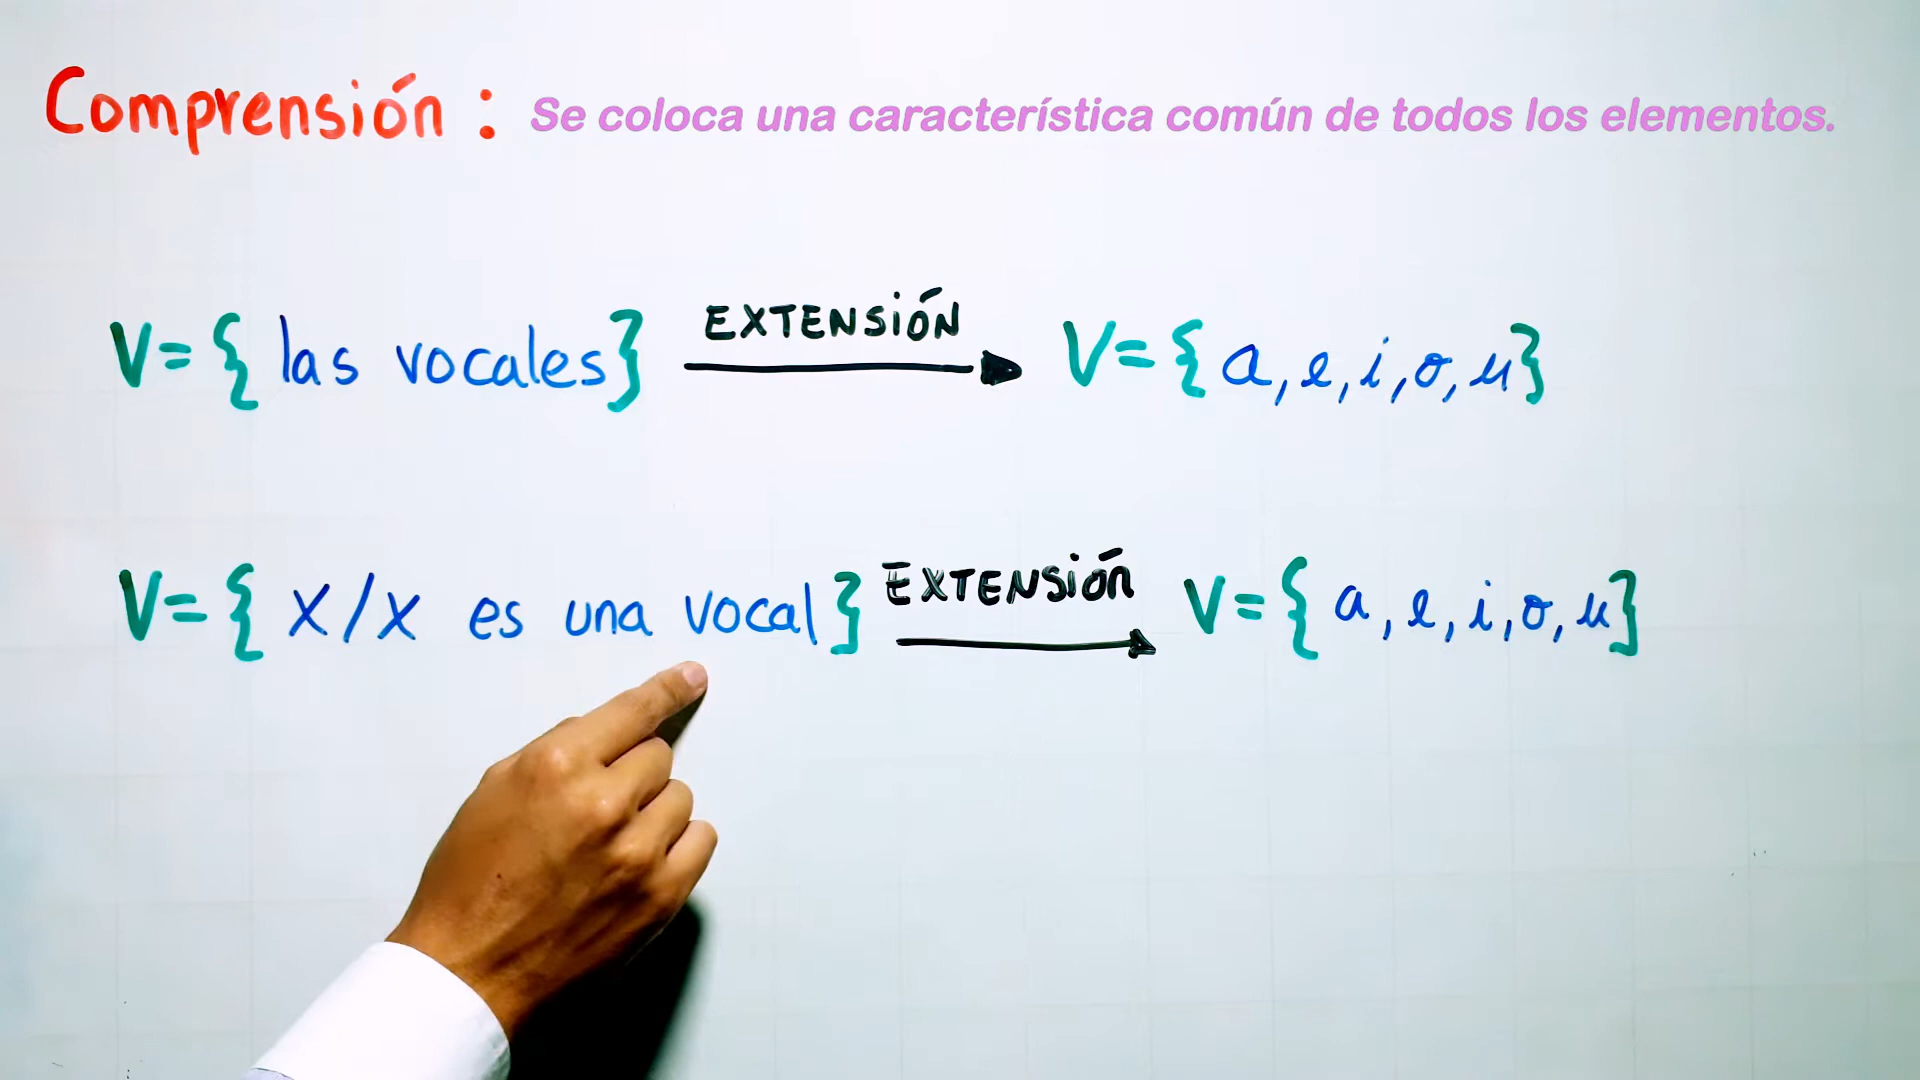 Comprensión : Se coloca una característica común de todos los elementos.
V={ las vocales} EXTENSIÓN V={ a, e, i, o, u}
V={ x/x es una vocal} EXTENSIÓN V={ a, e, i, o, u}